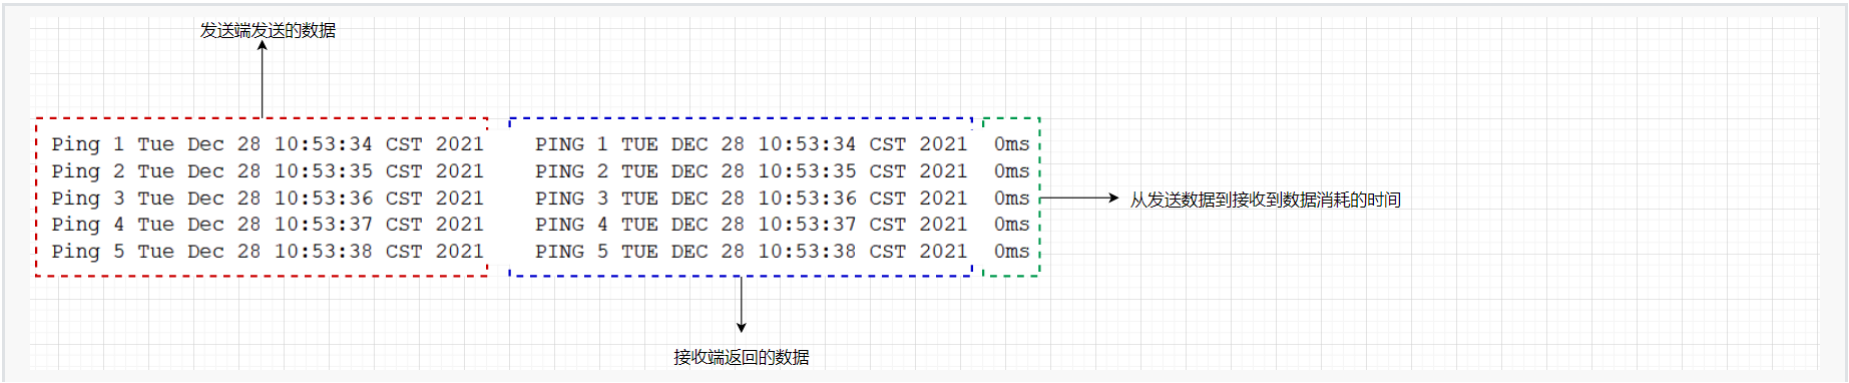 发送端发送的数据
Ping 1 Tue Dec 28 10:53:34 CST 2021 PING 1 TUE DEC 28 10:53:34 CST 2021 0ms
Ping 2 Tue Dec 28 10:53:35 CST 2021 PING 2 TUE DEC 28 10:53:35 CST 2021 0ms
Ping 3 Tue Dec 28 10:53:36 CST 2021 PING 3 TUE DEC 28 10:53:36 CST 2021 0ms
从发送数据到接收到数据消耗的时间
Ping 4 Tue Dec 28 10:53:37 CST 2021 PING 4 TUE DEC 28 10:53:37 CST 2021 0ms
Ping 5 Tue Dec 28 10:53:38 CST 2021 PING 5 TUE DEC 28 10:53:38 CST 2021 0ms
接收端返回的数据